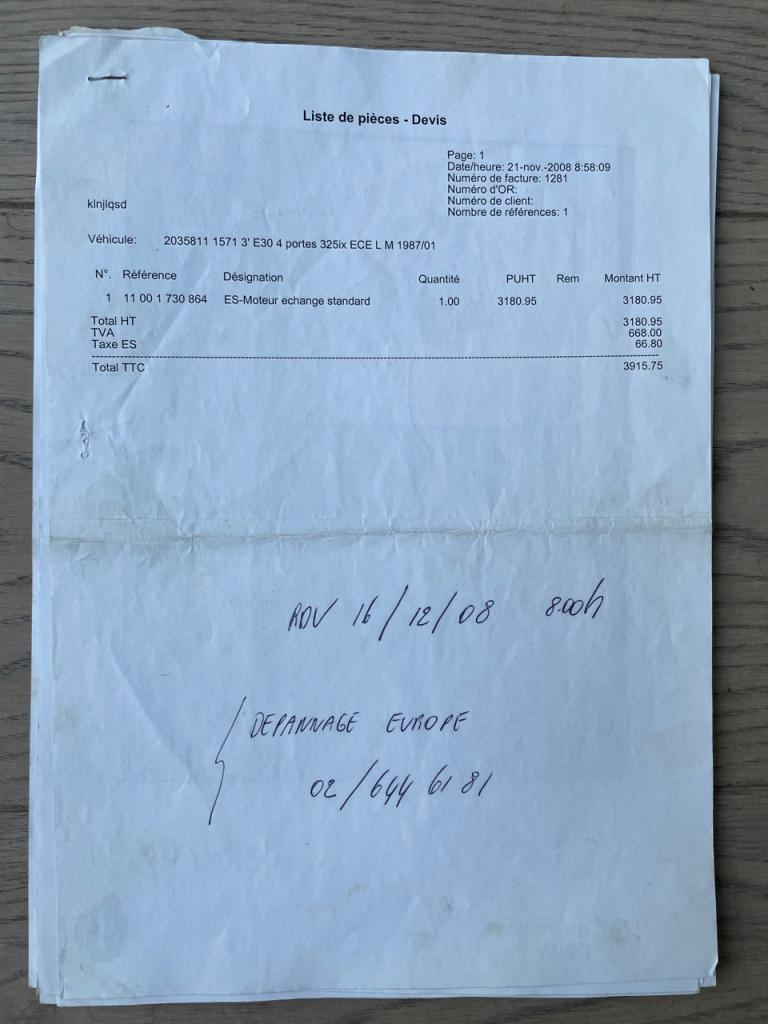 Liste de pièces - Devis
Page: 1
Date/heure: 21-nov.-2008 8:58:09
Numéro de facture: 1281
Numéro d'OR:
Numéro de client:
Nombre de références: 1
klnjlqsd
Véhicule: 2035811 1571 3' E30 4 portes 325ix ECE L M 1987/01
N°. Référence Désignation Quantité PUHT Rem Montant HT
1 11 00 1 730 864 ES-Moteur echange standard 1.00 3180.95 3180.95
Total HT 3180.95
TVA 668.00
Taxe ES 66.80
Total TTC 3915.75
RDV 16/12/08 8.00h
DEPANNAGE EUROPE
02/644 61 81